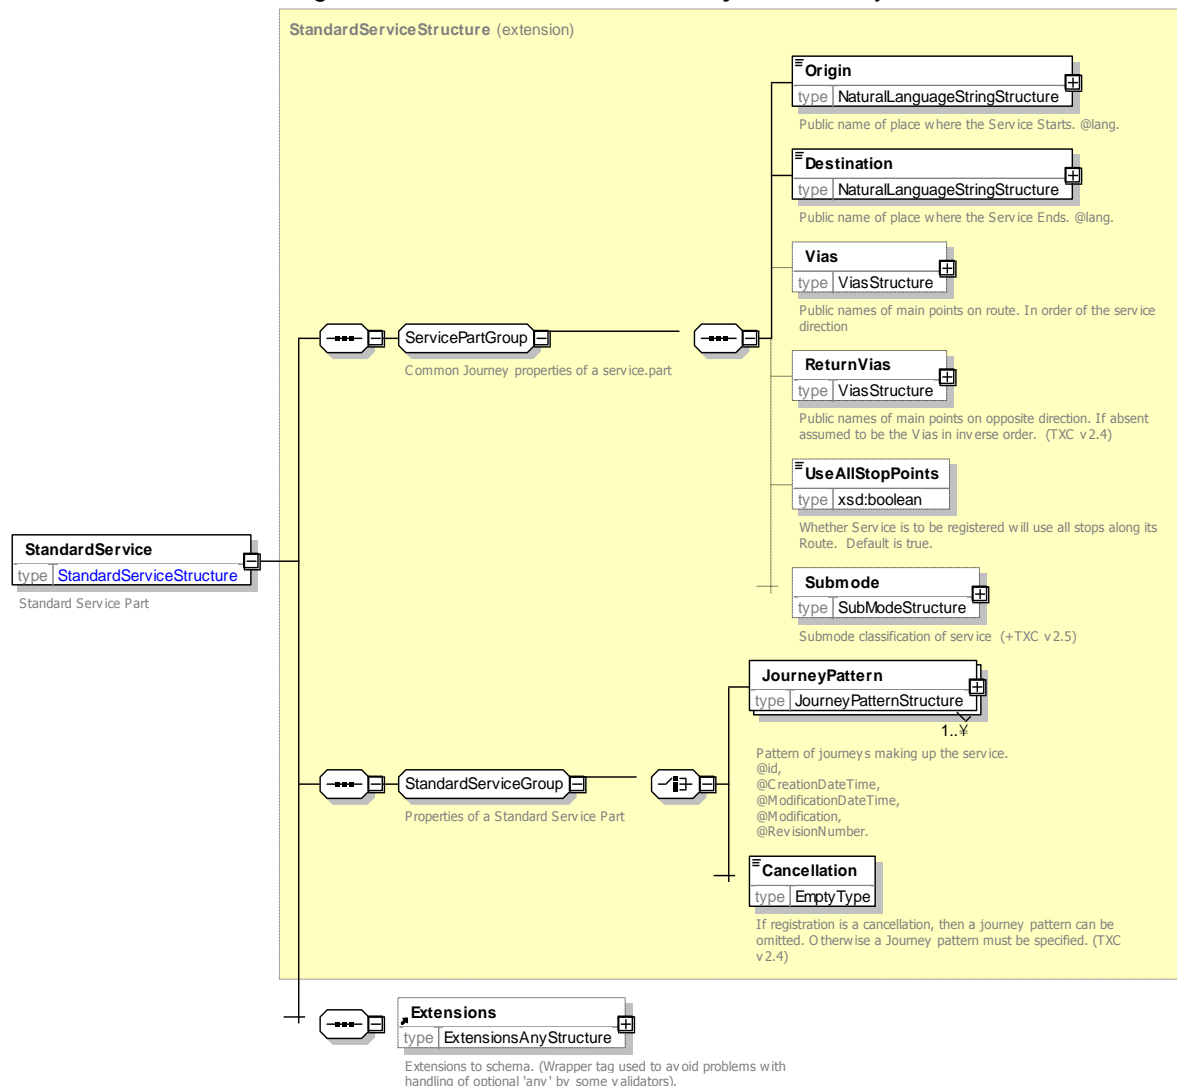 StandardServiceStructure (extension)
Origin
type NaturalLanguageStringStructure
Public name of place where the Service Starts. @lang.
Destination
type NaturalLanguageStringStructure
Public name of place where the Service Ends. @lang.
Vias
type ViasStructure
Public names of main points on route. In order of the service
direction
ServicePartGroup
Common Journey properties of a service.part
ReturnVias
type ViasStructure
Public names of main points on opposite direction. If absent
assumed to be the Vias in inverse order. (TXC v2.4)
UseAllStopPoints
type xsd:boolean
Whether Service is to be registered will use all stops along its
Route. Default is true.
StandardService
type StandardServiceStructure
Standard Service Part
Submode
type SubModeStructure
Submode classification of service (+TXC v2.5)
JourneyPattern
type JourneyPatternStructure
1..¥
Pattern of journeys making up the service.
@id,
@CreationDateTime,
@ModificationDateTime,
@Modification,
@RevisionNumber.
StandardServiceGroup
Properties of a Standard Service Part
Cancellation
type EmptyType
If registration is a cancellation, then a journey pattern can be
omitted. Otherwise a Journey pattern must be specified. (TXC
v2.4)
Extensions
type ExtensionsAnyStructure
Extensions to schema. (Wrapper tag used to avoid problems with
handling of optional 'any' by some validators).